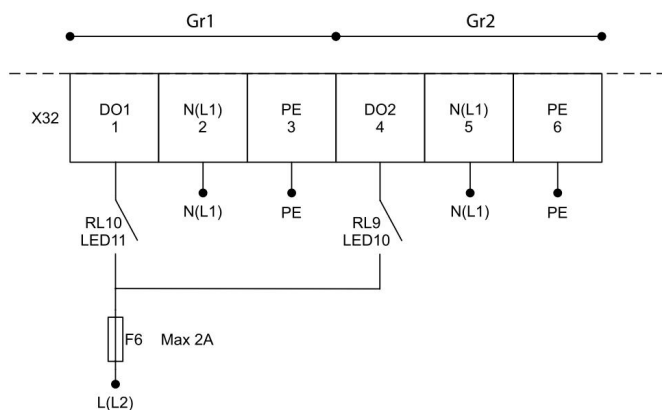 Gr1 Gr2
X32
DO1 N(L1) PE DO2 N(L1) PE
1 2 3 4 5 6
N(L1) PE N(L1) PE
RL10 RL9
LED11 LED10
F6 Max 2A
L(L2)